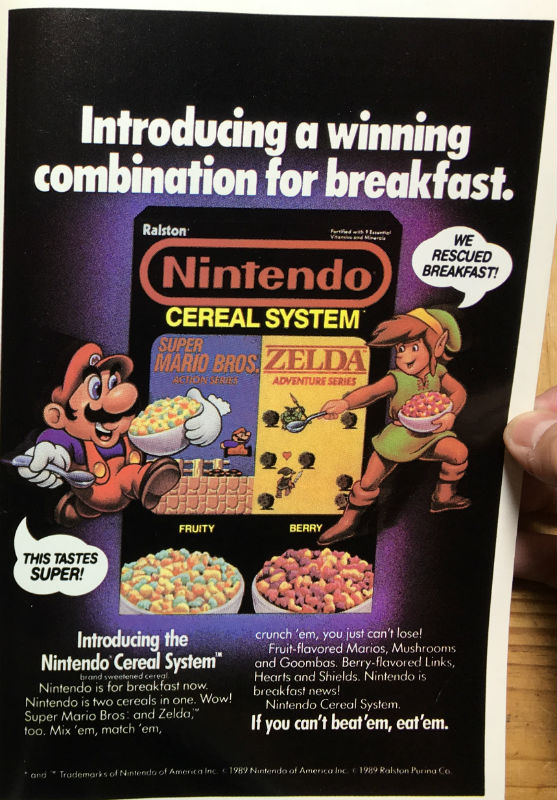 Introducing a winning
combination for breakfast.
Ralston
Fortified with 9 Essential
Vitamins and Minerals
Nintendo
CEREAL SYSTEM
WE
RESCUED
BREAKFAST!
SUPER
MARIO BROS.
ACTION SERIES
ZELDA
ADVENTURE SERIES
FRUITY
BERRY
THIS TASTES
SUPER!
Introducing the
Nintendo® Cereal System™
brand sweetened cereal.
Nintendo is for breakfast now.
Nintendo is two cereals in one. Wow!
Super Mario Bros.™ and Zelda,™
too. Mix ’em, match ’em,
crunch ’em, you just can’t lose!
Fruit-flavored Marios, Mushrooms
and Goombas. Berry-flavored Links,
Hearts and Shields. Nintendo is
breakfast news!
Nintendo Cereal System.
If you can’t beat ’em, eat ’em.
® and ™ Trademarks of Nintendo of America Inc. © 1989 Nintendo of America Inc. © 1989 Ralston Purina Co.